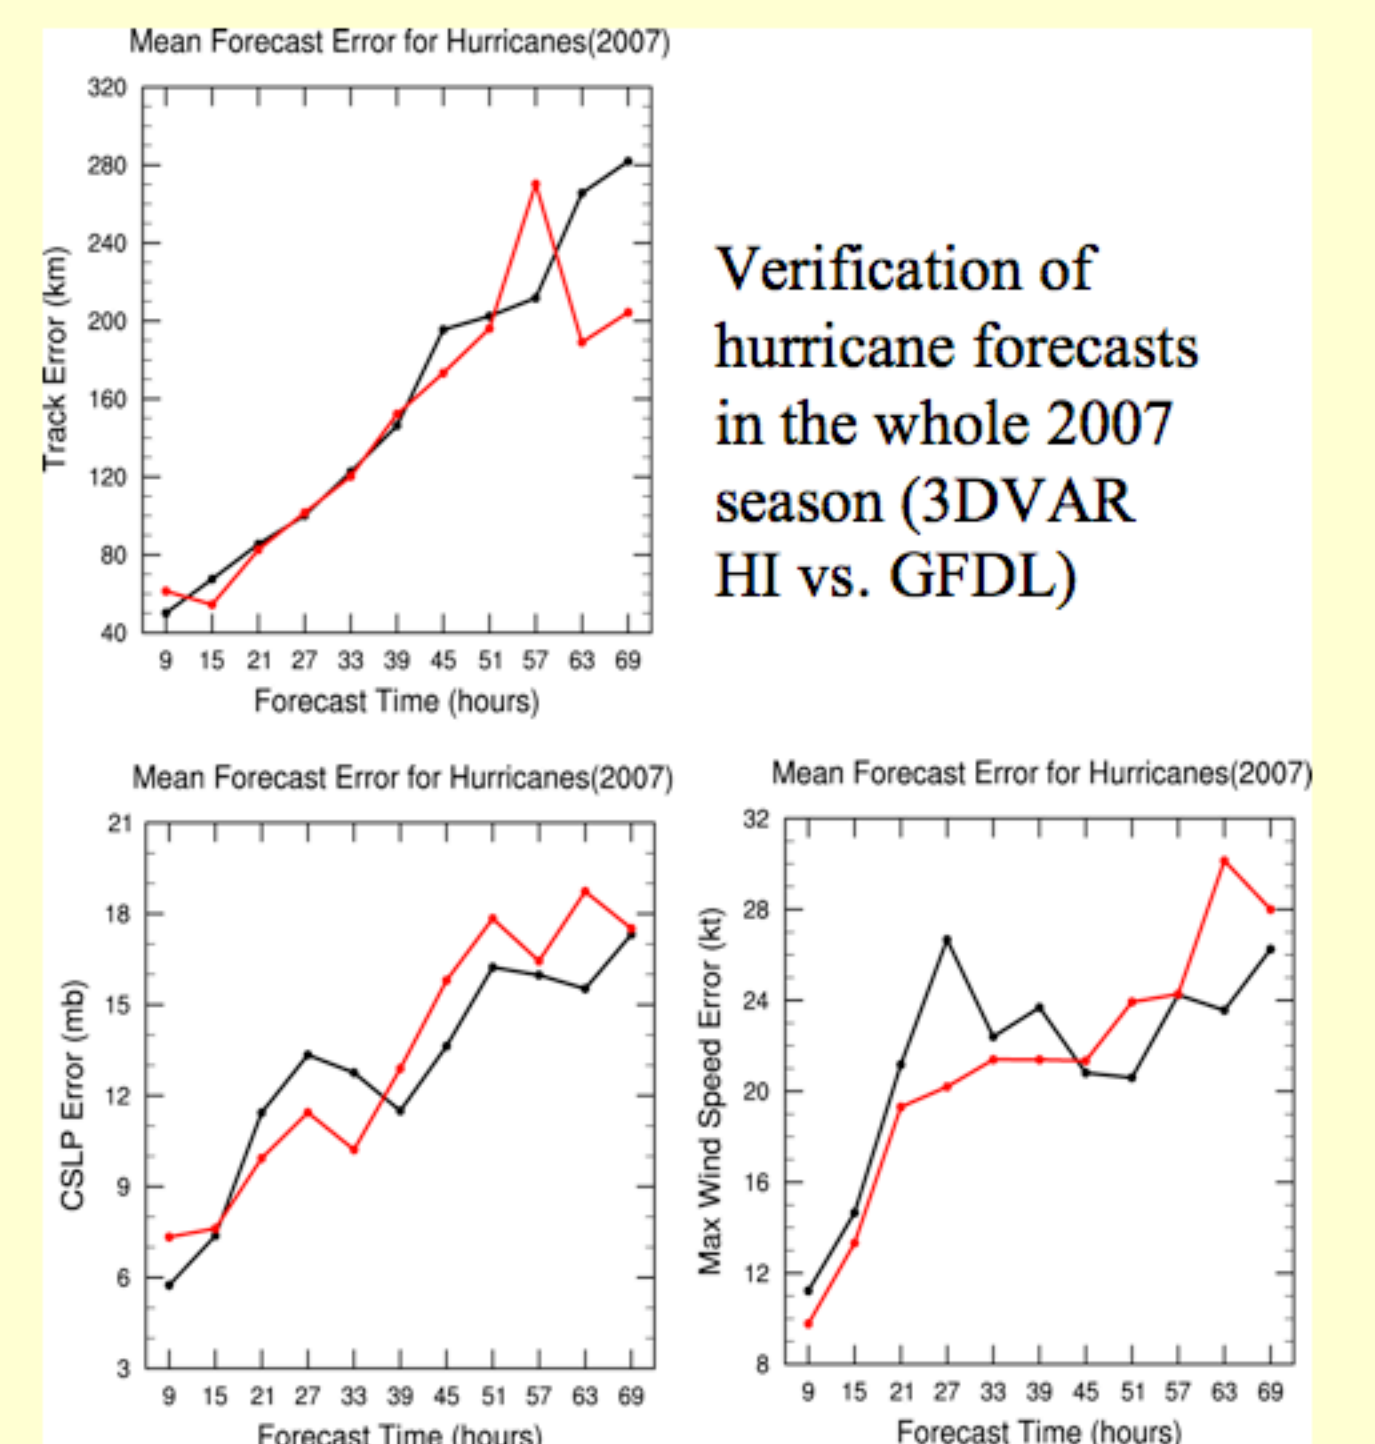 Mean Forecast Error for Hurricanes(2007)
320
280
240
200
160
120
80
40
Track Error (km)
9 15 21 27 33 39 45 51 57 63 69
Forecast Time (hours)
Verification of
hurricane forecasts
in the whole 2007
season (3DVAR
HI vs. GFDL)
Mean Forecast Error for Hurricanes(2007)
21
18
15
12
9
6
3
CSLP Error (mb)
9 15 21 27 33 39 45 51 57 63 69
Forecast Time (hours)
Mean Forecast Error for Hurricanes(2007)
32
28
24
20
16
12
8
Max Wind Speed Error (kt)
9 15 21 27 33 39 45 51 57 63 69
Forecast Time (hours)